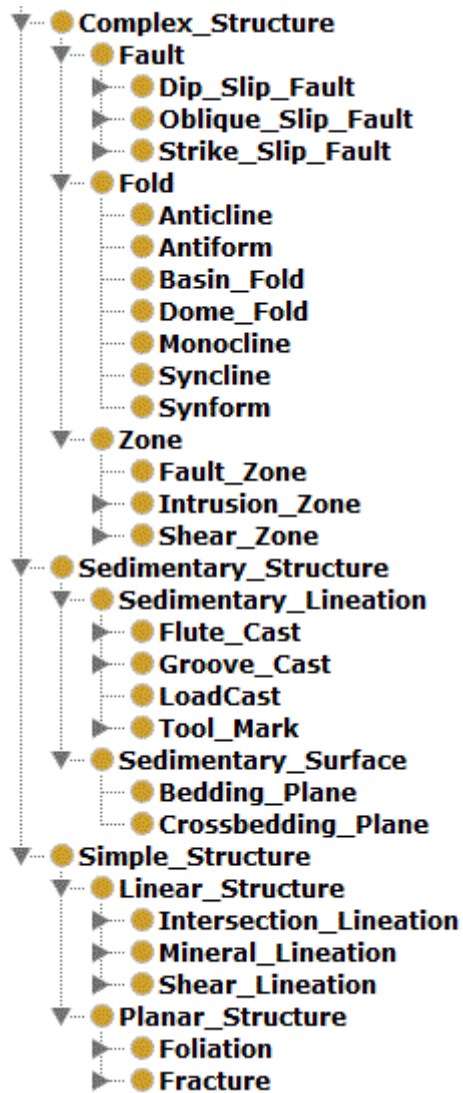 Complex_Structure
Fault
Dip_Slip_Fault
Oblique_Slip_Fault
Strike_Slip_Fault
Fold
Anticline
Antiform
Basin_Fold
Dome_Fold
Monocline
Syncline
Synform
Zone
Fault_Zone
Intrusion_Zone
Shear_Zone
Sedimentary_Structure
Sedimentary_Lineation
Flute_Cast
Groove_Cast
LoadCast
Tool_Mark
Sedimentary_Surface
Bedding_Plane
Crossbedding_Plane
Simple_Structure
Linear_Structure
Intersection_Lineation
Mineral_Lineation
Shear_Lineation
Planar_Structure
Foliation
Fracture